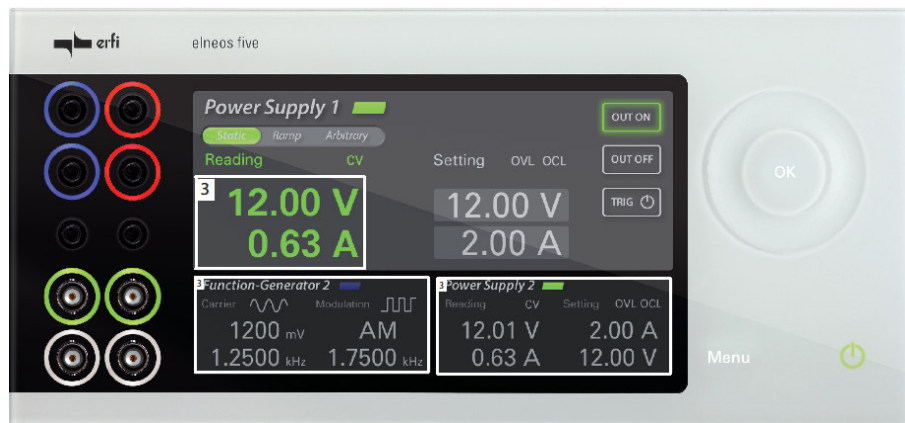 erfi
elneos five
Power Supply 1
Static Ramp Arbitrary
Reading CV
Setting OVL OCL
3
12.00 V
0.63 A
12.00 V
2.00 A
OUT ON
OUT OFF
TRIG
OK
3 Function-Generator 2
Carrier Modulation
1200 mV AM
1.2500 kHz 1.7500 kHz
3 Power Supply 2
Reading CV Setting OVL OCL
12.01 V 2.00 A
0.63 A 12.00 V
Menu